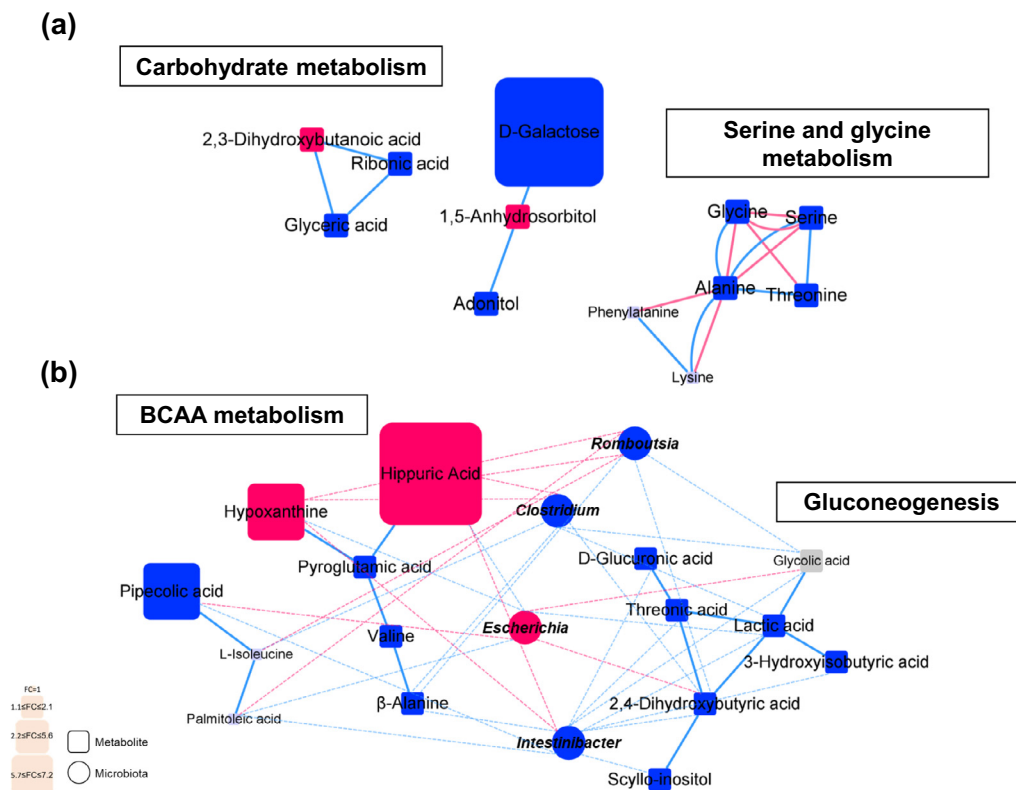 (a)
Carbohydrate metabolism
2,3-Dihydroxybutanoic acid
Ribonic acid
Glyceric acid
D-Galactose
1,5-Anhydrosorbitol
Adonitol
Serine and glycine
metabolism
Glycine
Serine
Alanine
Threonine
Phenylalanine
Lysine
(b)
BCAA metabolism
Hippuric Acid
Hypoxanthine
Pyroglutamic acid
Pipecolic acid
Valine
L-Isoleucine
Palmitoleic acid
β-Alanine
Romboutsia
Clostridium
Escherichia
Intestinibacter
Gluconeogenesis
D-Glucuronic acid
Glycolic acid
Threonic acid
Lactic acid
3-Hydroxyisobutyric acid
2,4-Dihydroxybutyric acid
Scyllo-inositol
FC=1
1.1≤FC≤2.1
2.2≤FC≤5.6
5.7≤FC≤7.2
Metabolite
Microbiota